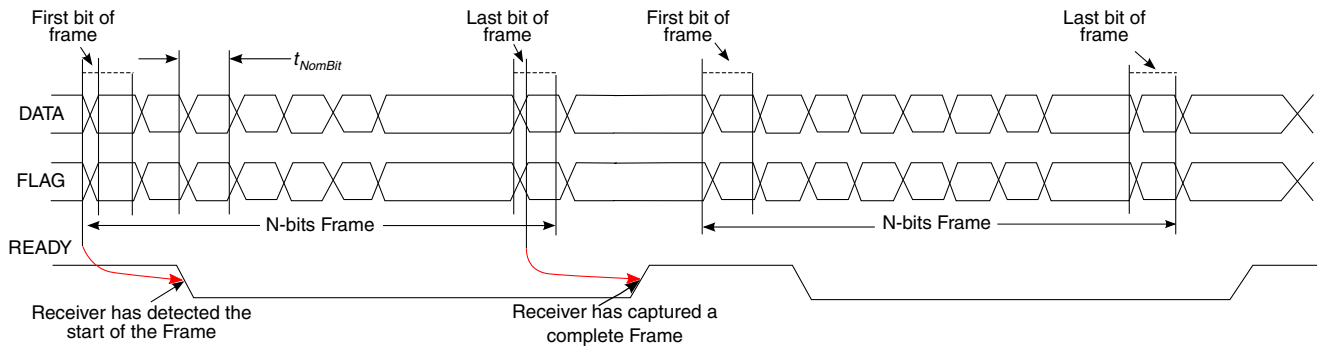 First bit of
frame
t NomBit
Last bit of
frame
First bit of
frame
Last bit of
frame
DATA
FLAG
N-bits Frame
N-bits Frame
READY
Receiver has detected the
start of the Frame
Receiver has captured a
complete Frame